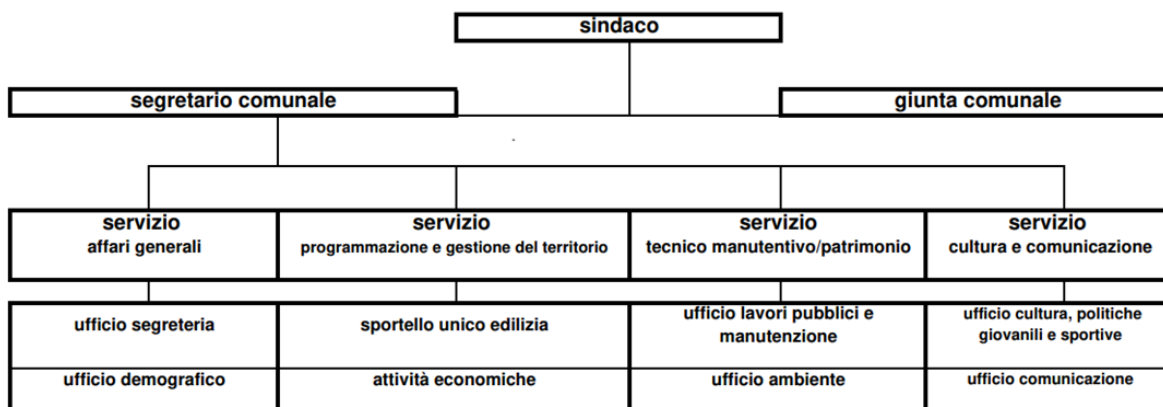 sindaco
segretario comunale
giunta comunale
servizio
affari generali
servizio
programmazione e gestione del territorio
servizio
tecnico manutentivo/patrimonio
servizio
cultura e comunicazione
ufficio segreteria
sportello unico edilizia
ufficio lavori pubblici e
manutenzione
ufficio cultura, politiche
giovanili e sportive
ufficio demografico
attività economiche
ufficio ambiente
ufficio comunicazione